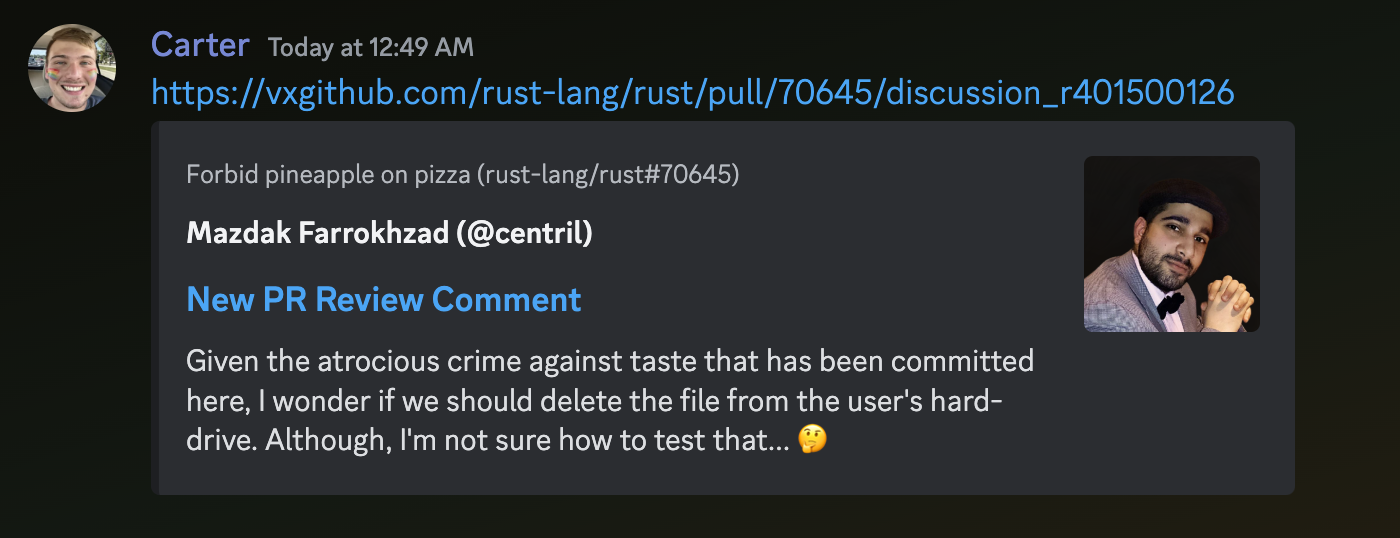 Carter Today at 12:49 AM
https://vxgithub.com/rust-lang/rust/pull/70645/discussion_r401500126
Forbid pineapple on pizza (rust-lang/rust#70645)
Mazdak Farrokhzad (@centril)
New PR Review Comment
Given the atrocious crime against taste that has been committed
here, I wonder if we should delete the file from the user's hard-
drive. Although, I'm not sure how to test that... 🤔